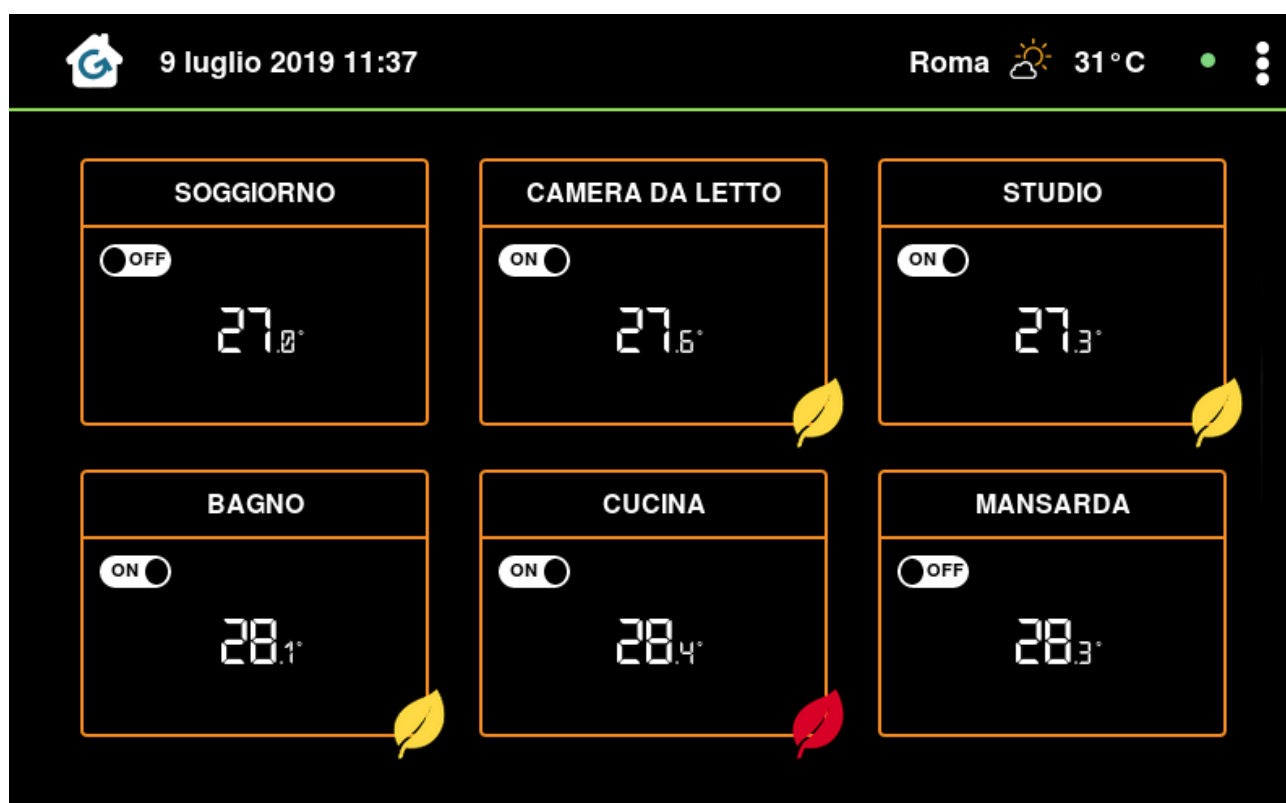 9 luglio 2019 11:37
Roma 31°C
SOGGIORNO
OFF
27.0°
CAMERA DA LETTO
ON
27.6°
STUDIO
ON
27.3°
BAGNO
ON
28.1°
CUCINA
ON
28.4°
MANSARDA
OFF
28.3°